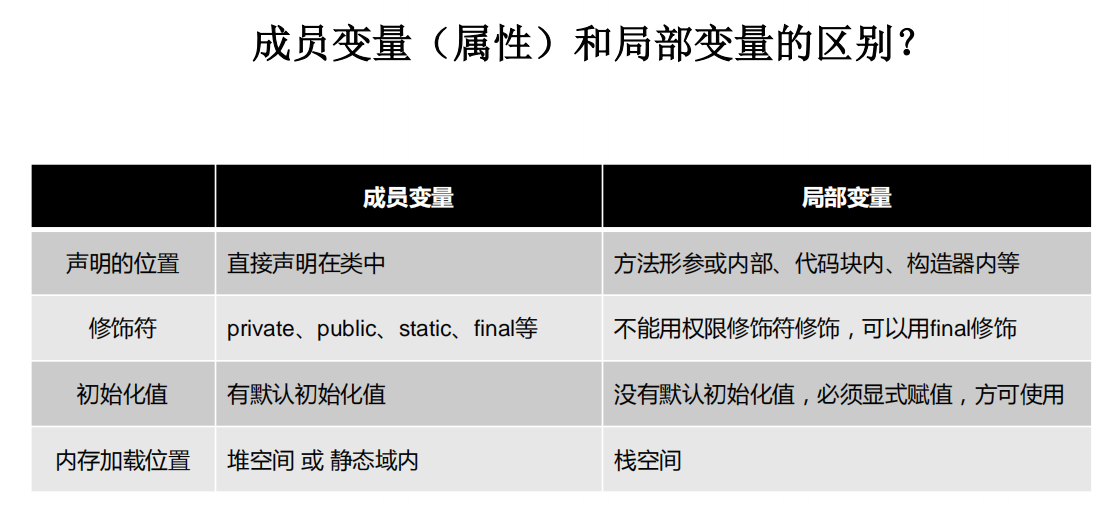 成员变量（属性）和局部变量的区别？
成员变量 局部变量
声明的位置 直接声明在类中 方法形参或内部、代码块内、构造器内等
修饰符 private、public、static、final等 不能用权限修饰符修饰，可以用final修饰
初始化值 有默认初始化值 没有默认初始化值，必须显式赋值，方可使用
内存加载位置 堆空间 或 静态域内 栈空间